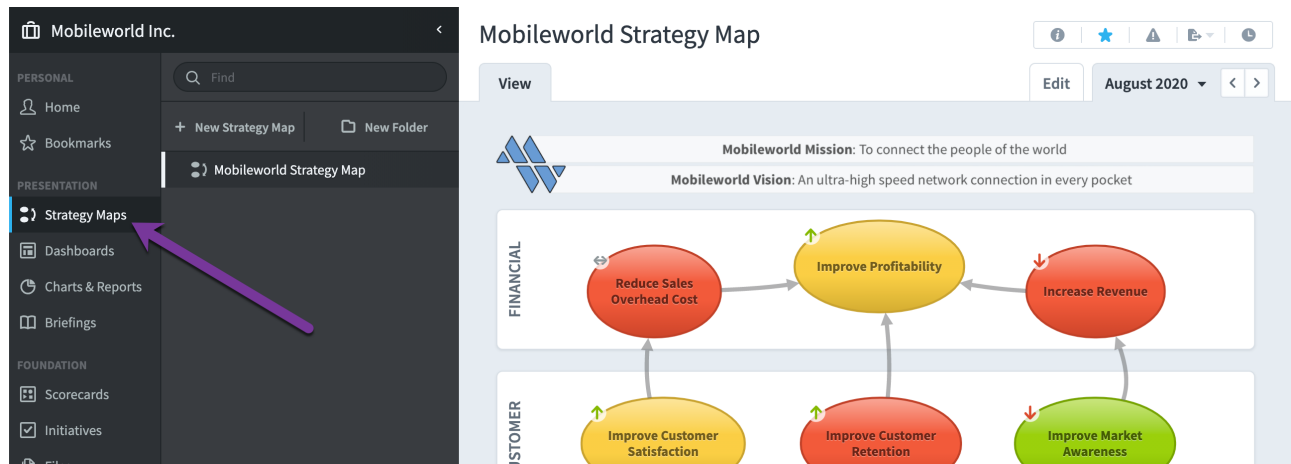 Mobileworld Inc.
PERSONAL
Home
Bookmarks
PRESENTATION
Strategy Maps
Dashboards
Charts & Reports
Briefings
FOUNDATION
Scorecards
Initiatives
Find
+ New Strategy Map
New Folder
Mobileworld Strategy Map
Mobileworld Strategy Map
View
Edit
August 2020
Mobileworld Mission: To connect the people of the world
Mobileworld Vision: An ultra-high speed network connection in every pocket
FINANCIAL
Reduce Sales
Overhead Cost
Improve Profitability
Increase Revenue
USTOMER
Improve Customer
Satisfaction
Improve Customer
Retention
Improve Market
Awareness